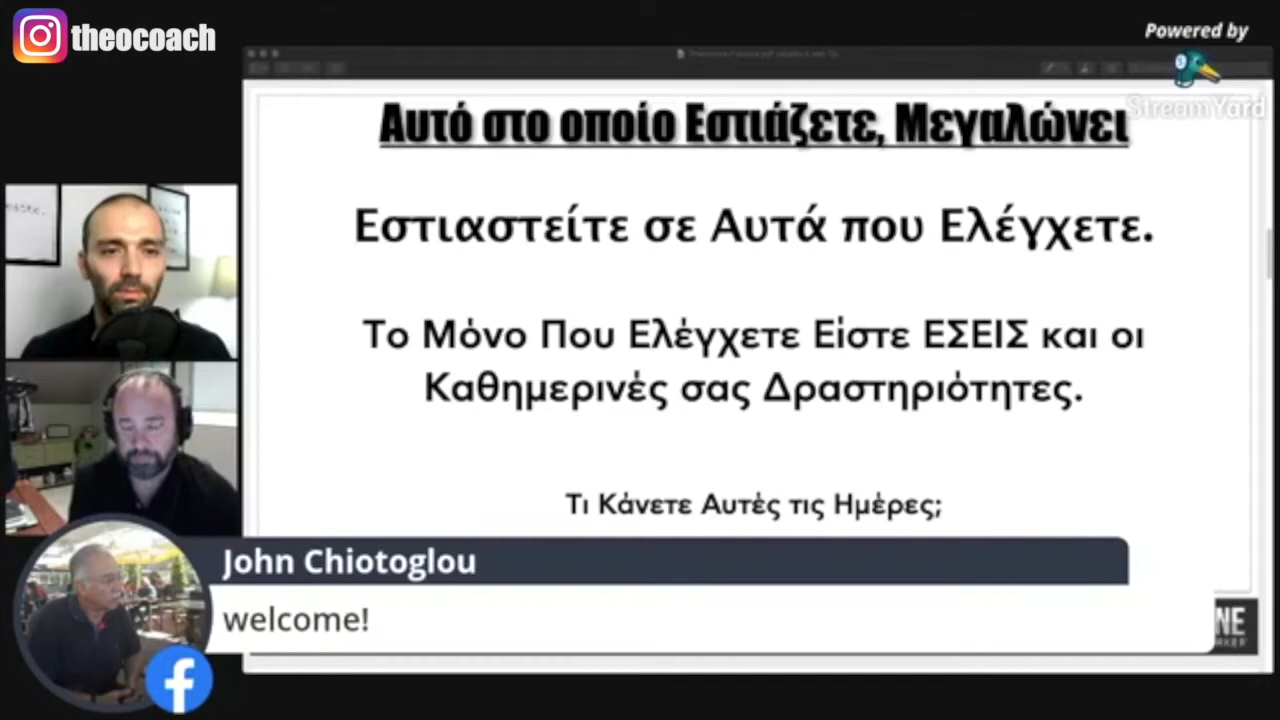 theocoach
Powered by
StreamYard
Αυτό στο οποίο Εστιάζετε, Μεγαλώνει
Εστιαστείτε σε Αυτά που Ελέγχετε.
Το Μόνο Που Ελέγχετε Είστε ΕΣΕΙΣ και οι
Καθημερινές σας Δραστηριότητες.
Τι Κάνετε Αυτές τις Ημέρες;
John Chiotoglou
welcome!
NE